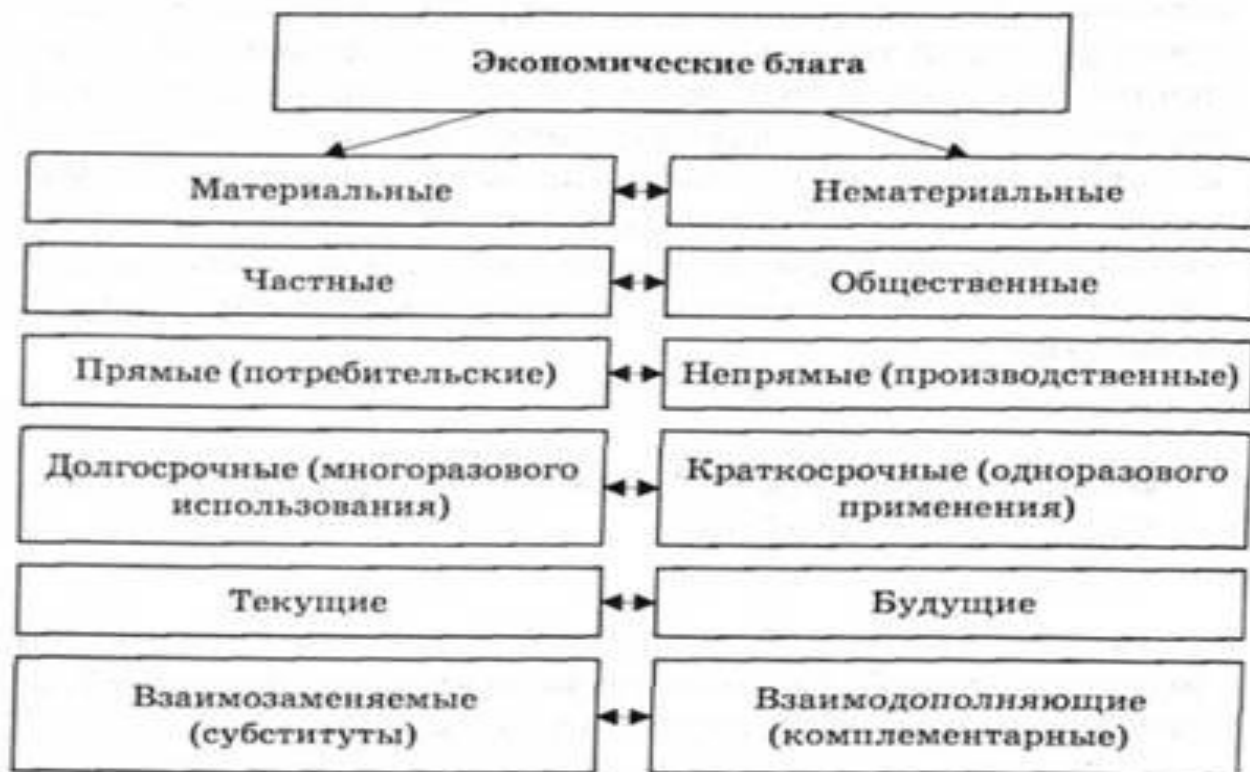 Экономические блага
Материальные
Нематериальные
Частные
Общественные
Прямые (потребительские)
Непрямые (производственные)
Долгосрочные (многоразового
использования)
Краткосрочные (одноразового
применения)
Текущие
Будущие
Взаимозаменяемые
(субституты)
Взаимодополняющие
(комплементарные)